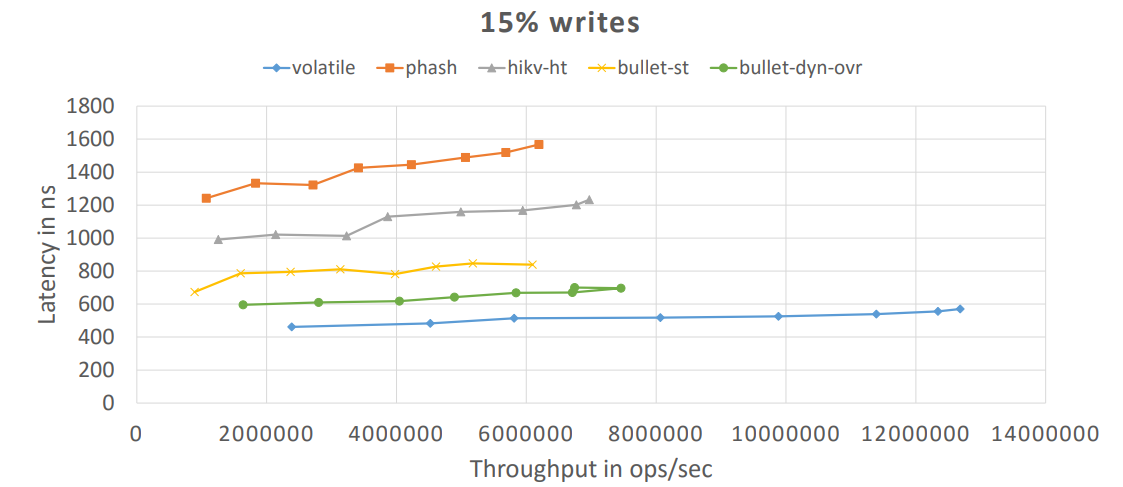 15% writes
volatile phash hikv-ht bullet-st bullet-dyn-ovr
1800
1600
1400
1200
1000
800
600
400
200
0
Latency in ns
0 2000000 4000000 6000000 8000000 10000000 12000000 14000000
Throughput in ops/sec